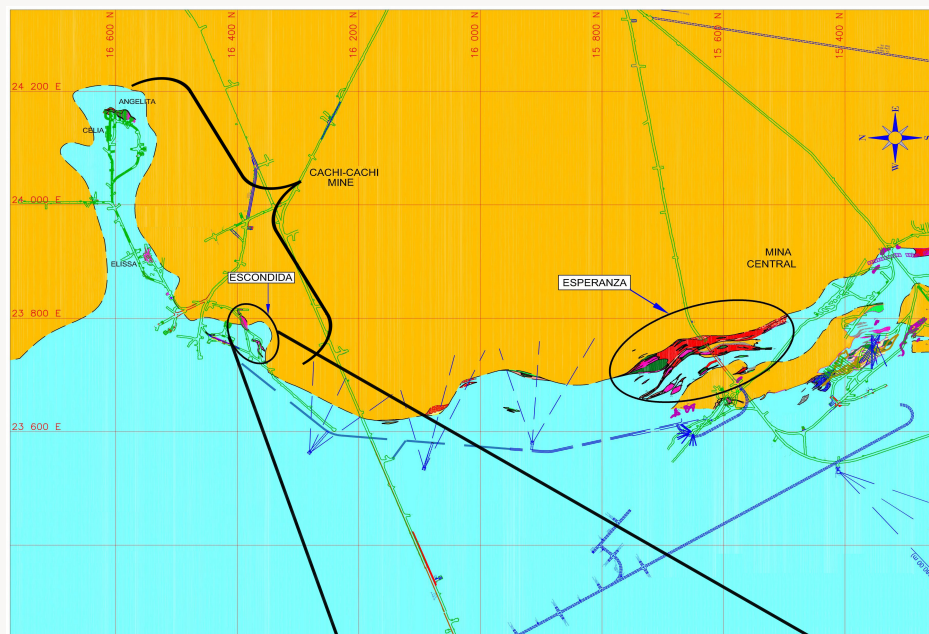 16 600 N
16 400 N
16 200 N
16 000 N
15 800 N
15 600 N
15 400 N
24 200 E
ANGELITA
CELIA
E
N
S
W
CACHI-CACHI
MINE
24 000 E
MINA
CENTRAL
ELISSA
ESCONDIDA
ESPERANZA
23 800 E
23 600 E